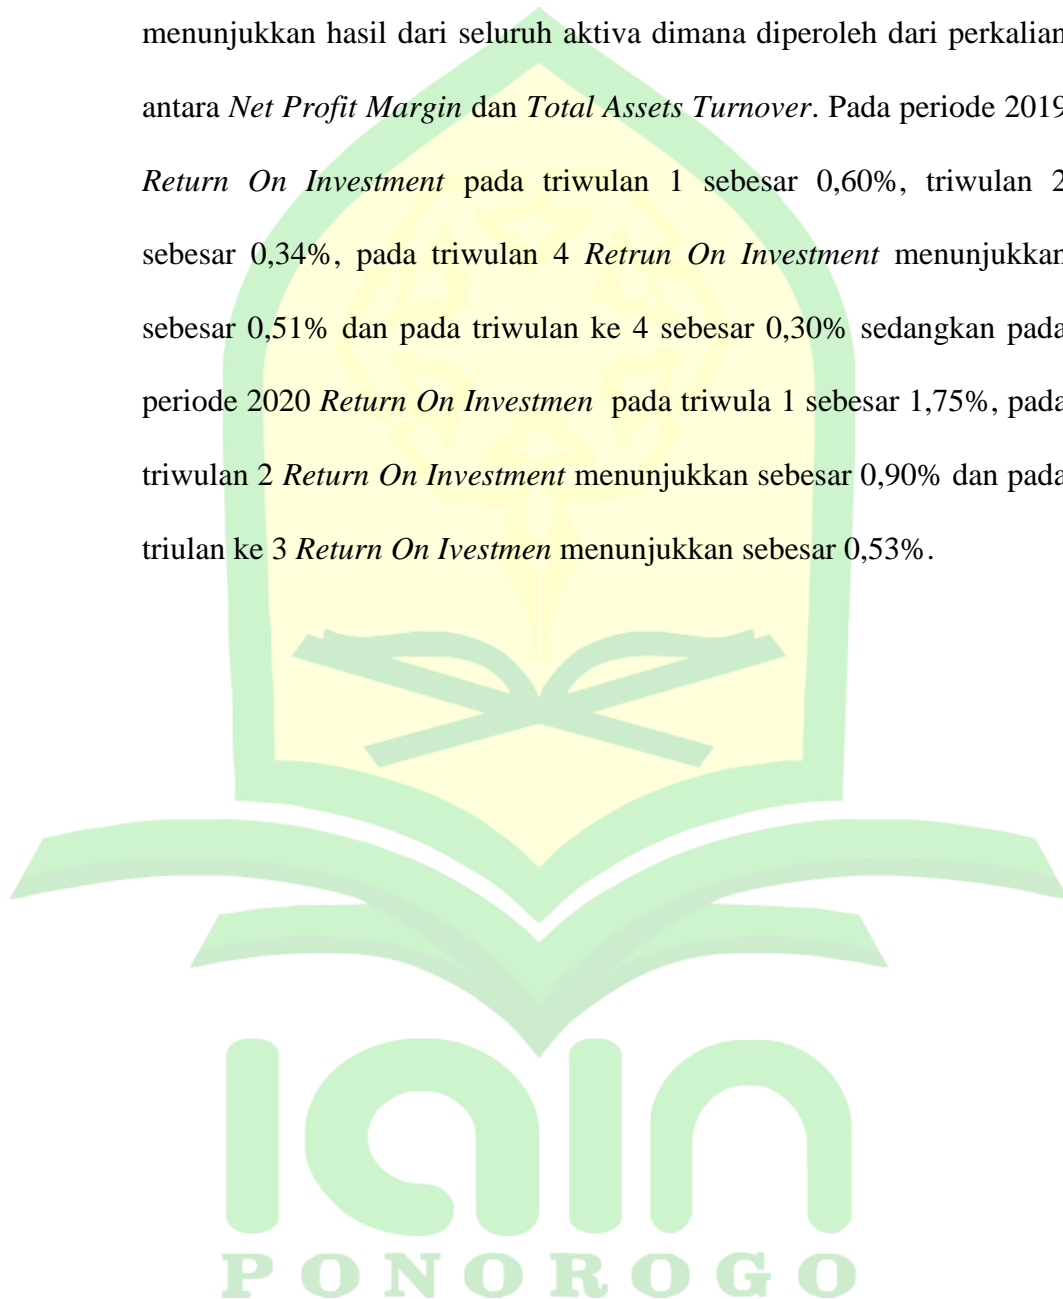 menunjukkan hasil dari seluruh aktiva dimana diperoleh dari perkalian
antara Net Profit Margin dan Total Assets Turnover. Pada periode 2019
Return On Investment pada triwulan 1 sebesar 0,60%, triwulan 2
sebesar 0,34%, pada triwulan 4 Retrun On Investment menunjukkan
sebesar 0,51% dan pada triwulan ke 4 sebesar 0,30% sedangkan pada
periode 2020 Return On Investmen pada triwula 1 sebesar 1,75%, pada
triwulan 2 Return On Investment menunjukkan sebesar 0,90% dan pada
triulan ke 3 Return On Ivestmen menunjukkan sebesar 0,53%.
iain
PONOROGO